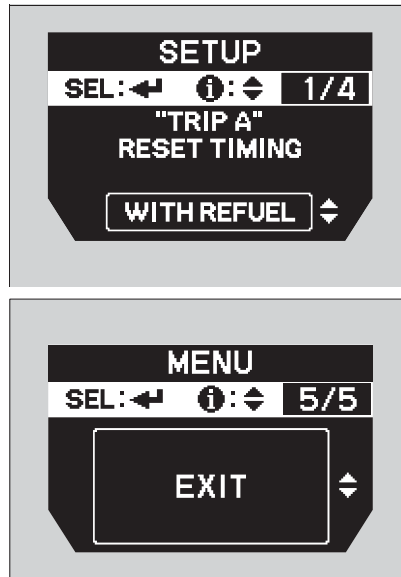 SETUP
SEL:↵ ℹ:⬍ 1/4
"TRIP A"
RESET TIMING
WITH REFUEL
MENU
SEL:↵ ℹ:⬍ 5/5
EXIT